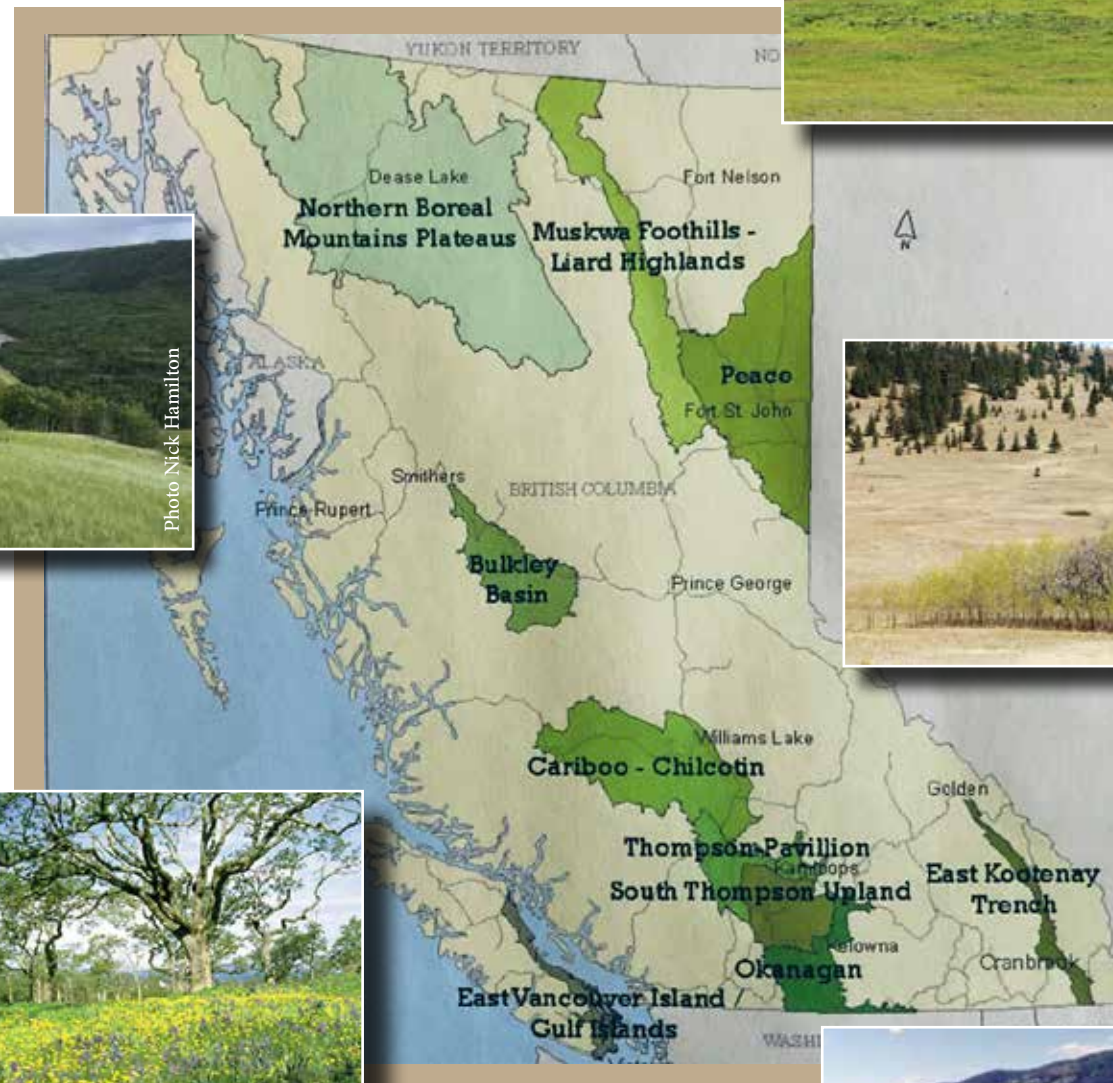 YUKON TERRITORY
NO
Dease Lake
Fort Nelson
Northern Boreal
Mountains Plateaus
Muskwa Foothills -
Liard Highlands
N
Photo Nick Hamilton
ALASKA
Peace
Fort St. John
Smithers
BRITISH COLUMBIA
Prince Rupert
Bulkley
Basin
Prince George
Williams Lake
Cariboo - Chilcotin
Golden
Thompson-Pavillion
Kamloops
South Thompson Upland
East Kootenay
Trench
Kelowna
Okanagan
Cranbrook
East Vancouver Island /
Gulf Islands
WASHI